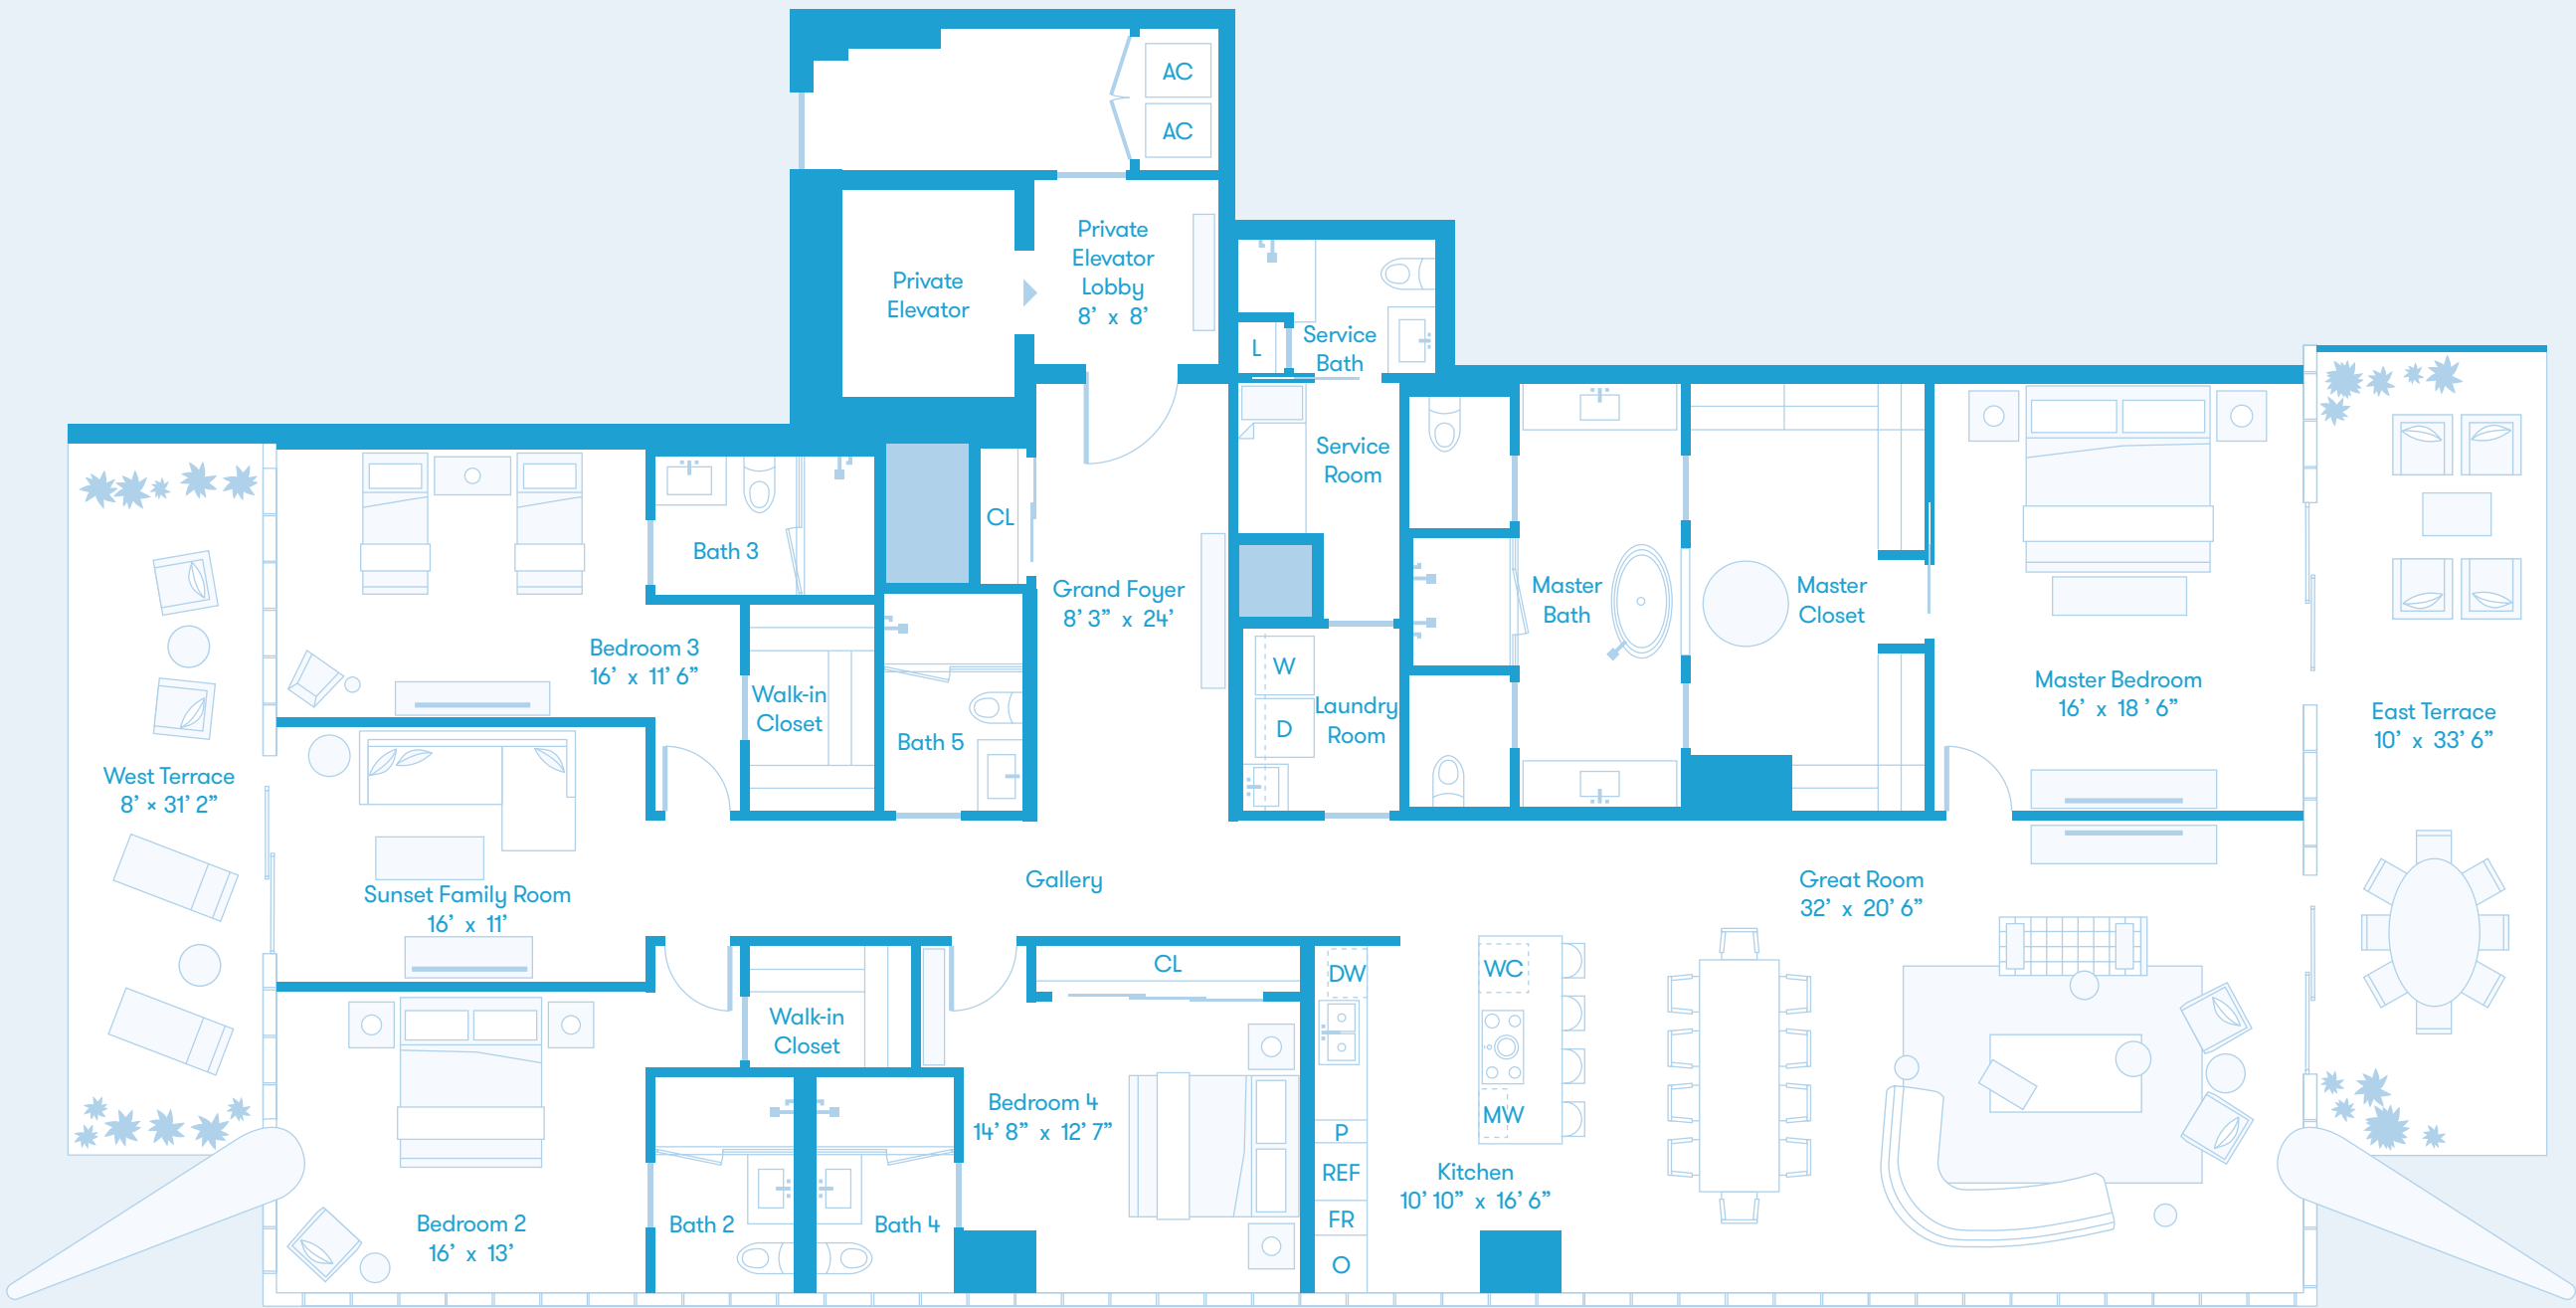 AC
AC
Private
Elevator
Private
Elevator
Lobby
8’ x 8’
L
Service
Bath
Service
Room
CL
Bath 3
Grand Foyer
8’ 3” x 24’
Master
Bath
Master
Closet
Bedroom 3
16’ x 11’ 6”
Walk-in
Closet
Bath 5
W
D
Laundry
Room
Master Bedroom
16’ x 18 ’ 6”
East Terrace
10’ x 33’ 6”
West Terrace
8’ × 31’ 2”
Sunset Family Room
16’ x 11’
Gallery
Great Room
32’ x 20’ 6”
CL
DW
WC
Walk-in
Closet
Bedroom 4
14’ 8” x 12’ 7”
MW
P
REF
FR
O
Kitchen
10’ 10” x 16’ 6”
Bedroom 2
16’ x 13’
Bath 2
Bath 4